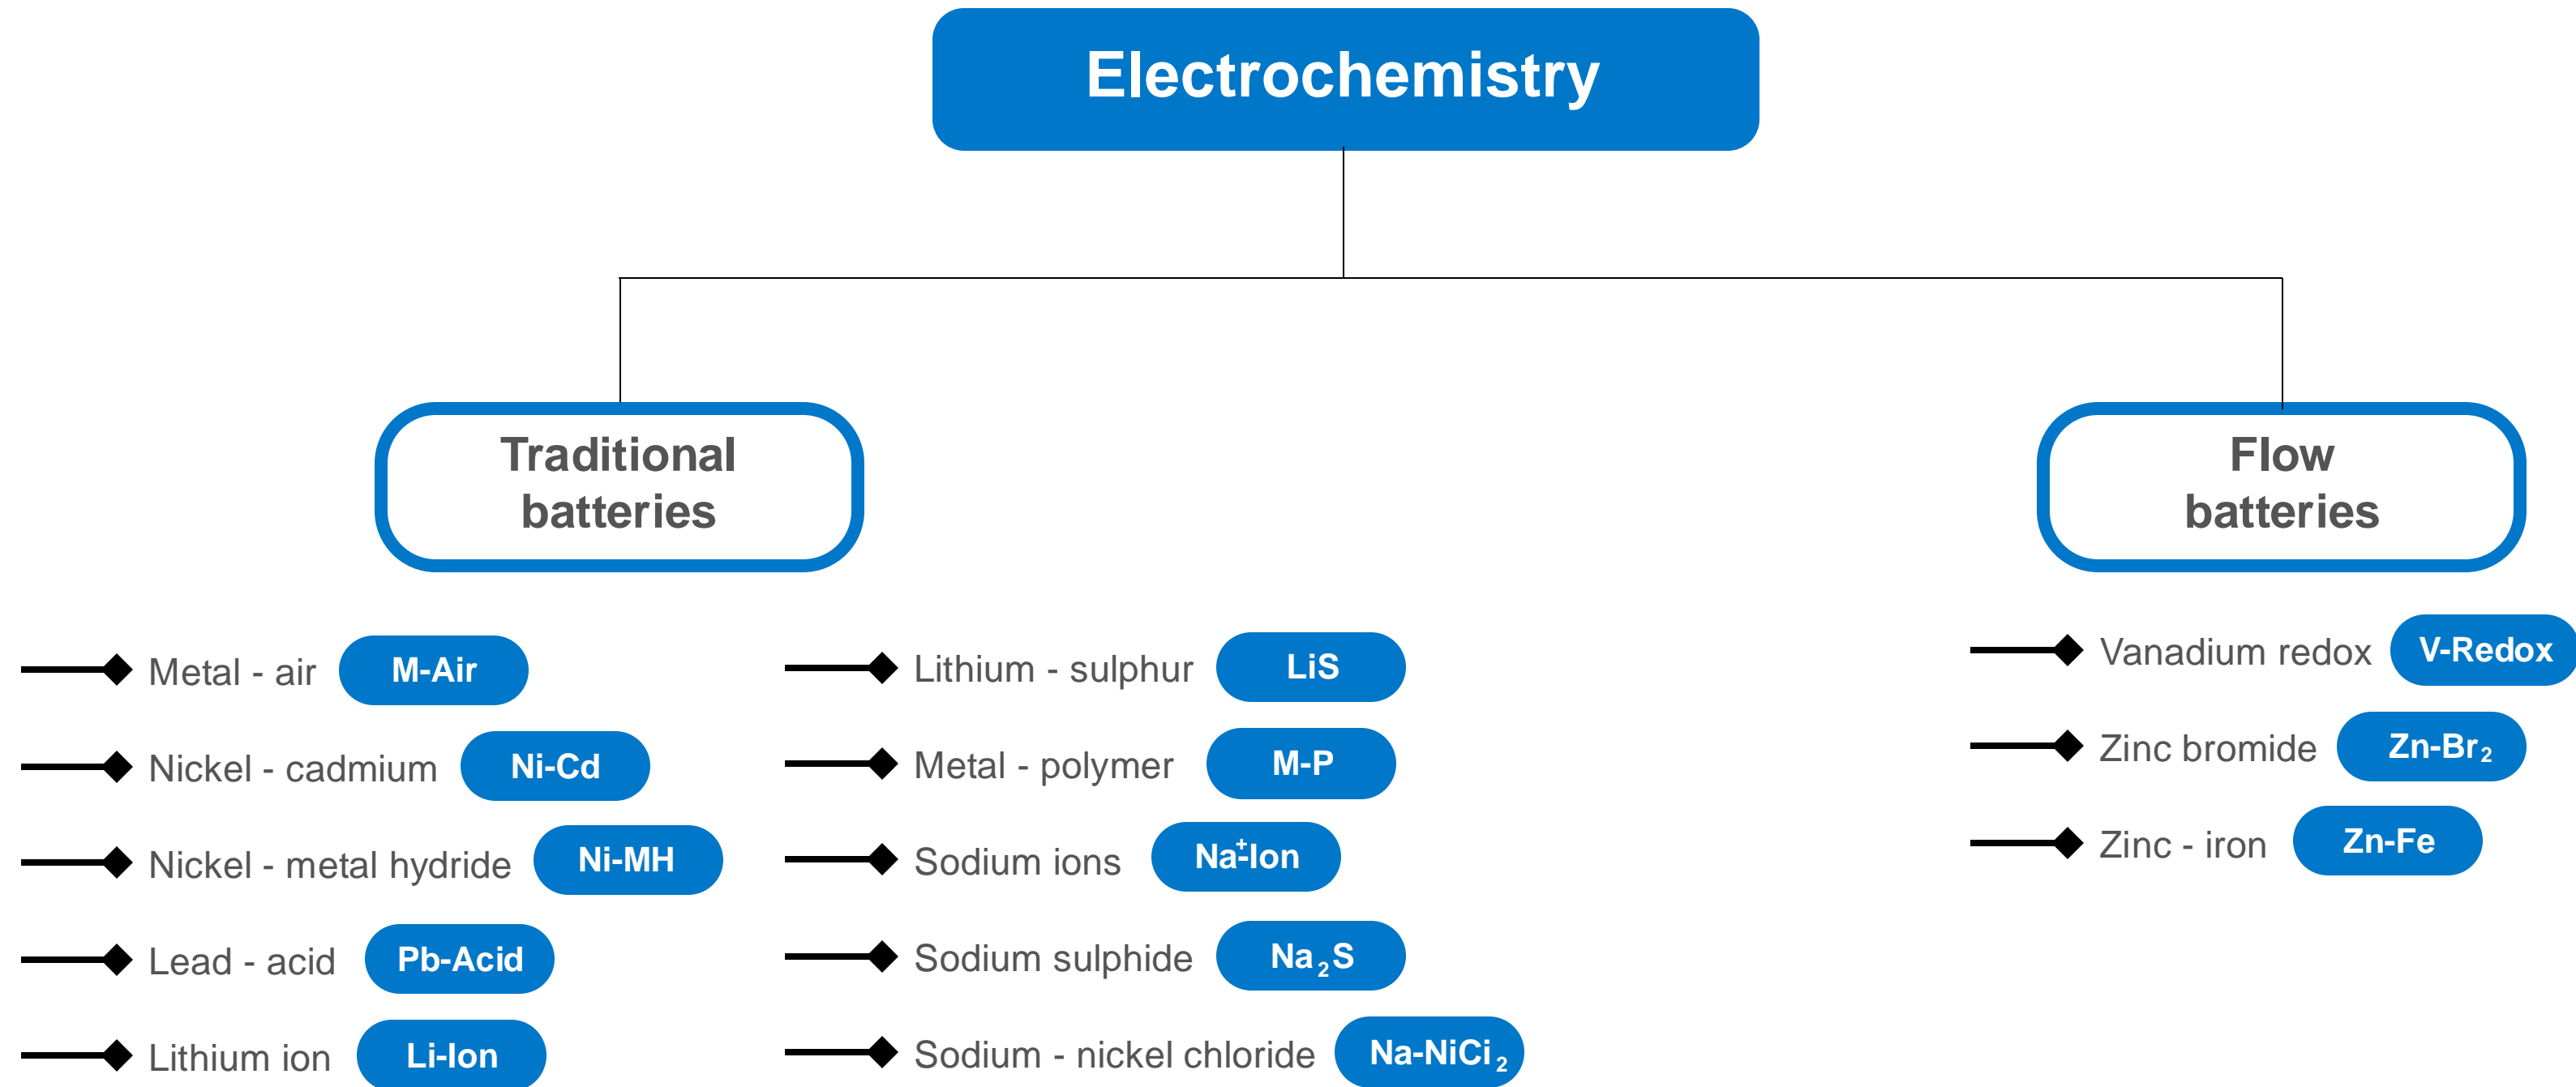 Electrochemistry
Traditional
batteries
Flow
batteries
Metal - air M-Air
Nickel - cadmium Ni-Cd
Nickel - metal hydride Ni-MH
Lead - acid Pb-Acid
Lithium ion Li-Ion
Lithium - sulphur LiS
Metal - polymer M-P
Sodium ions Na⁺-Ion
Sodium sulphide Na₂S
Sodium - nickel chloride Na-NiCi₂
Vanadium redox V-Redox
Zinc bromide Zn-Br₂
Zinc - iron Zn-Fe